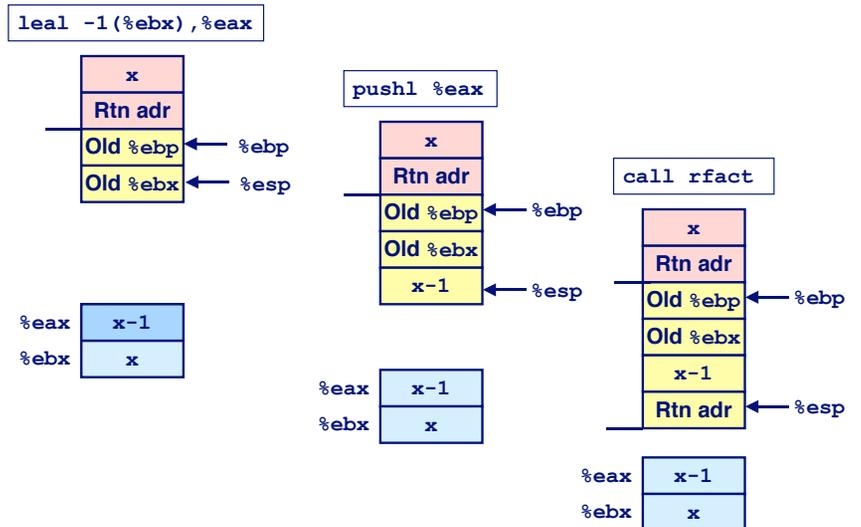 leal -1(%ebx),%eax
x
Rtn adr
Old %ebp
%ebp
Old %ebx
%esp
%eax
x-1
%ebx
x
pushl %eax
x
Rtn adr
Old %ebp
%ebp
Old %ebx
x-1
%esp
%eax
x-1
%ebx
x
call rfact
x
Rtn adr
Old %ebp
%ebp
Old %ebx
x-1
Rtn adr
%esp
%eax
x-1
%ebx
x